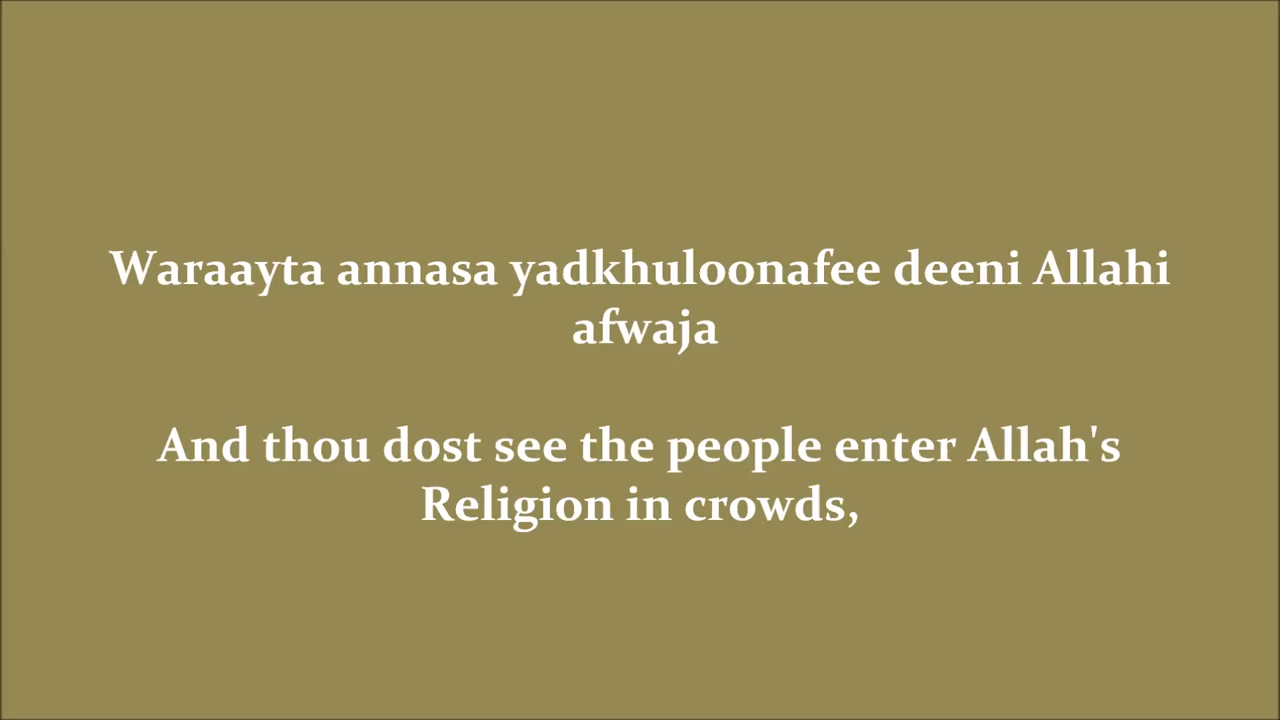 Waraayta annasa yadkhuloonafee deeni Allahi
afwaja
And thou dost see the people enter Allah's
Religion in crowds,